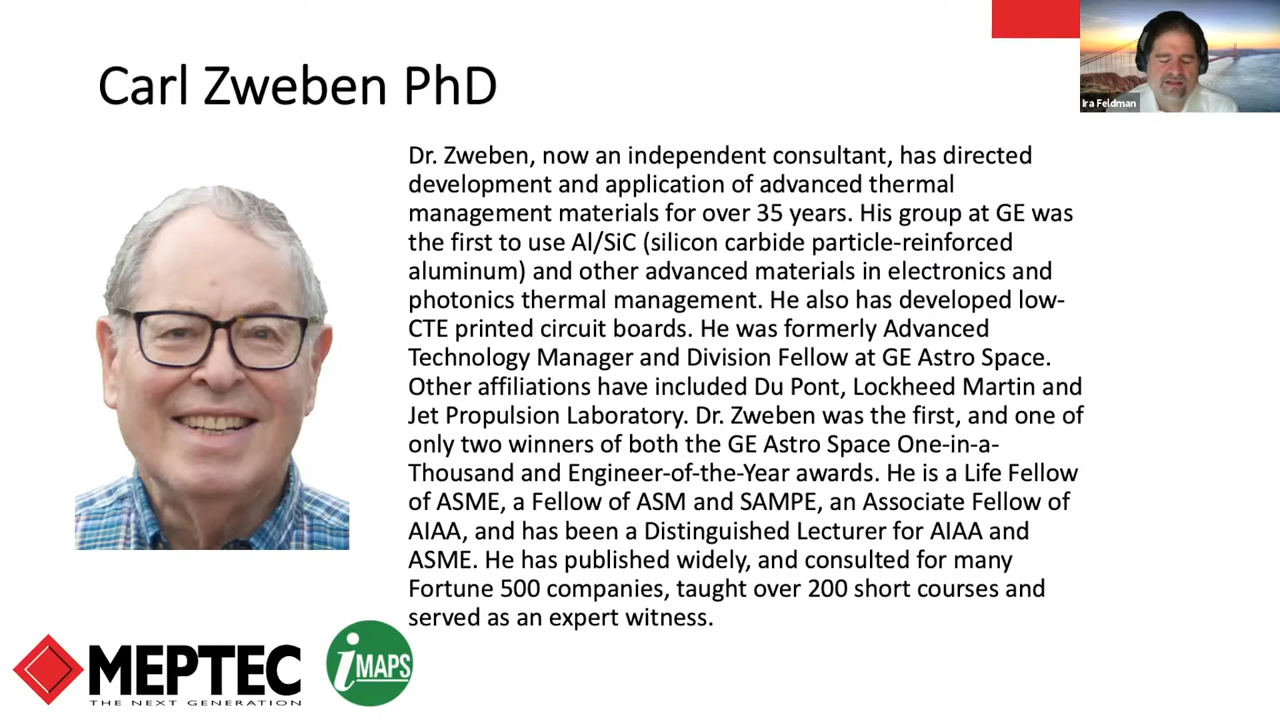 Carl Zweben PhD
Ira Feldman
Dr. Zweben, now an independent consultant, has directed
development and application of advanced thermal
management materials for over 35 years. His group at GE was
the first to use Al/SiC (silicon carbide particle-reinforced
aluminum) and other advanced materials in electronics and
photonics thermal management. He also has developed low-
CTE printed circuit boards. He was formerly Advanced
Technology Manager and Division Fellow at GE Astro Space.
Other affiliations have included Du Pont, Lockheed Martin and
Jet Propulsion Laboratory. Dr. Zweben was the first, and one of
only two winners of both the GE Astro Space One-in-a-
Thousand and Engineer-of-the-Year awards. He is a Life Fellow
of ASME, a Fellow of ASM and SAMPE, an Associate Fellow of
AIAA, and has been a Distinguished Lecturer for AIAA and
ASME. He has published widely, and consulted for many
Fortune 500 companies, taught over 200 short courses and
served as an expert witness.
MEPTEC
THE NEXT GENERATION
iMAPS